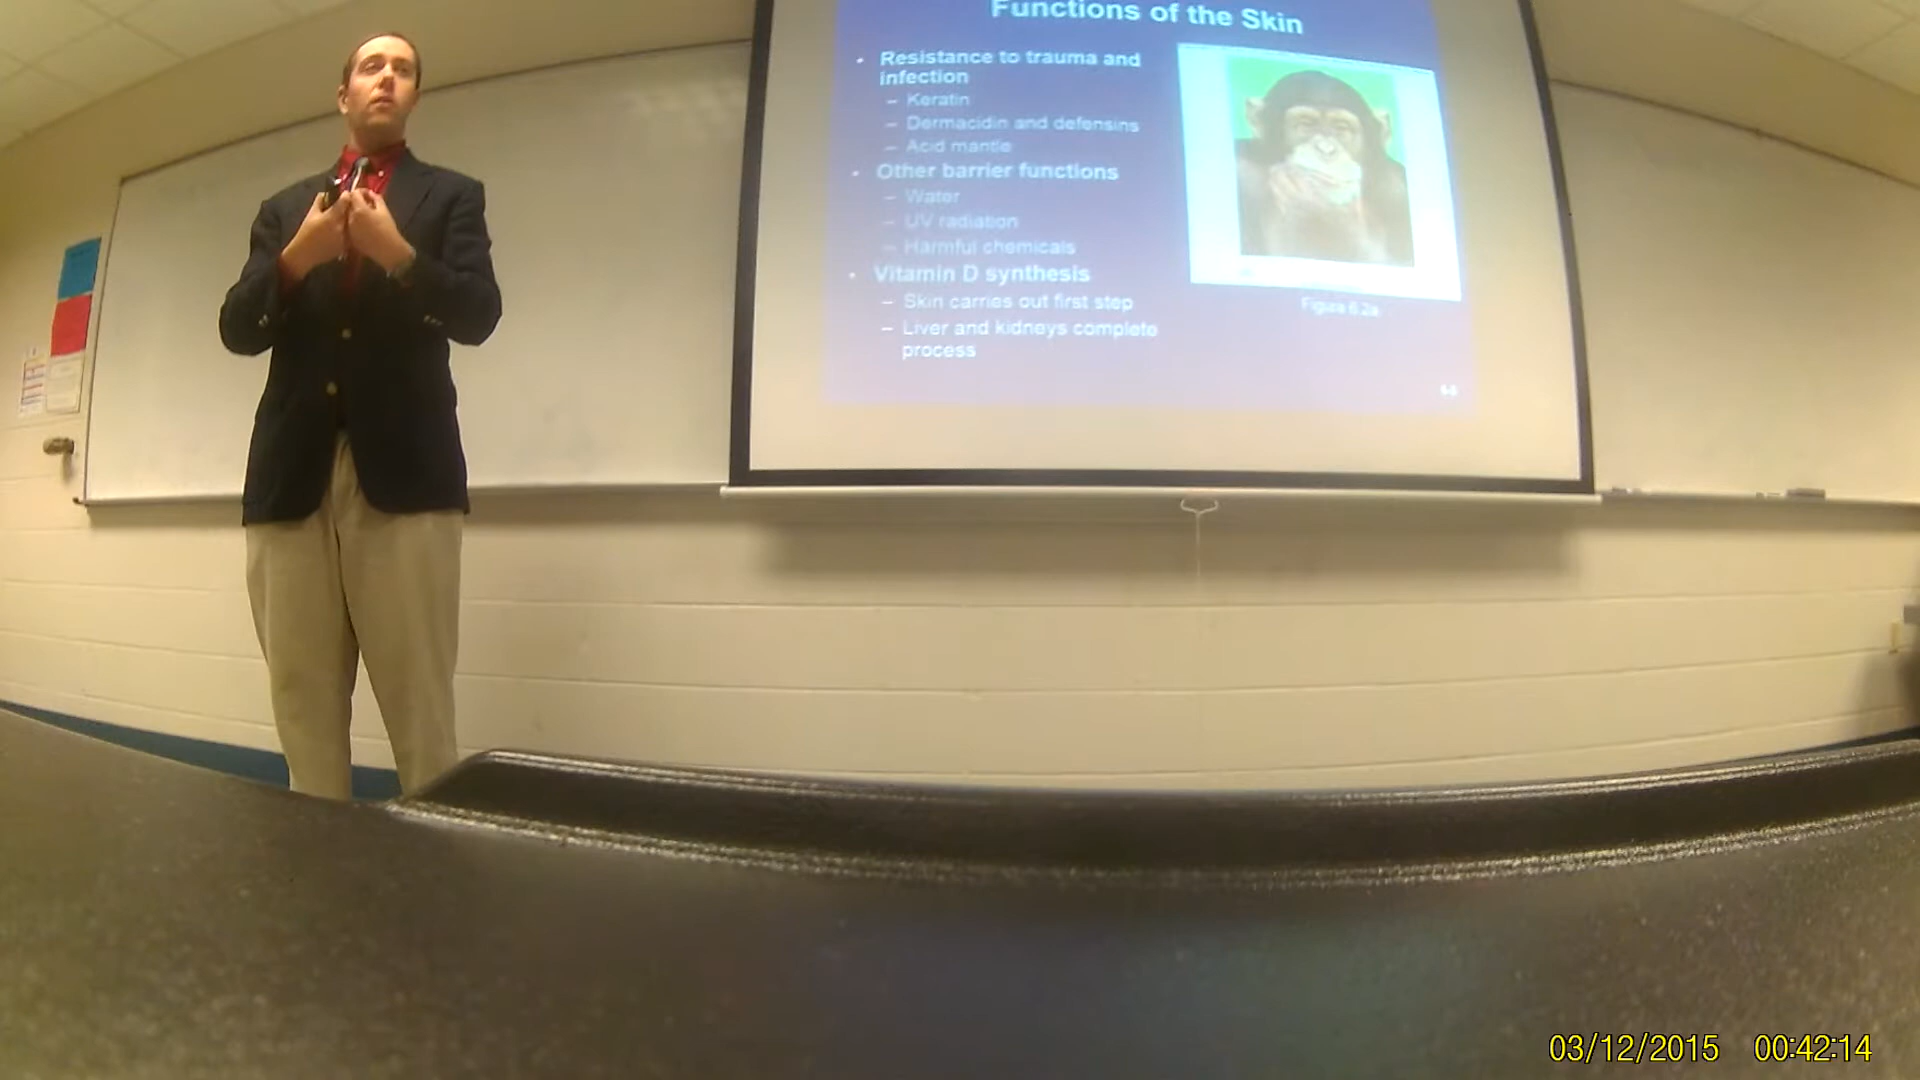 Functions of the Skin
• Resistance to trauma and
infection
– Keratin
– Dermacidin and defensins
– Acid mantle
• Other barrier functions
– Water
– UV radiation
– Harmful chemicals
• Vitamin D synthesis
– Skin carries out first step
– Liver and kidneys complete
process
Figure 6.2a
03/12/2015 00:42:14